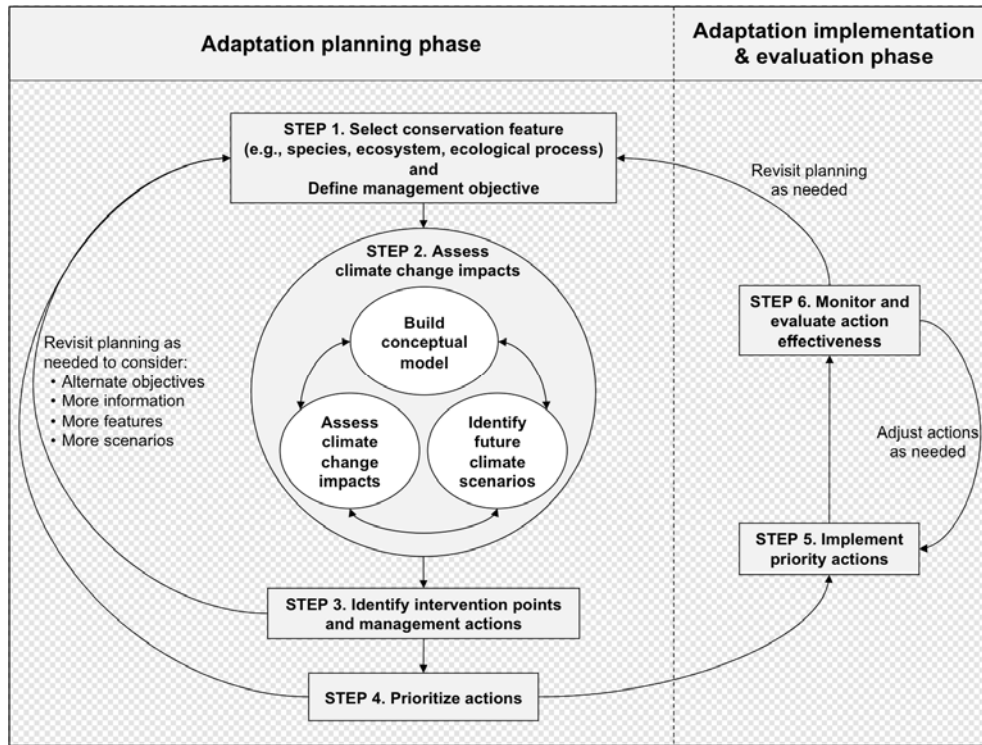 Adaptation planning phase
Adaptation implementation
& evaluation phase
STEP 1. Select conservation feature
(e.g., species, ecosystem, ecological process)
and
Define management objective
STEP 2. Assess
climate change impacts
Build
conceptual
model
Assess
climate
change
impacts
Identify
future
climate
scenarios
Revisit planning as
needed to consider:
• Alternate objectives
• More information
• More features
• More scenarios
STEP 3. Identify intervention points
and management actions
STEP 4. Prioritize actions
Revisit planning
as needed
STEP 6. Monitor and
evaluate action
effectiveness
Adjust actions
as needed
STEP 5. Implement
priority actions